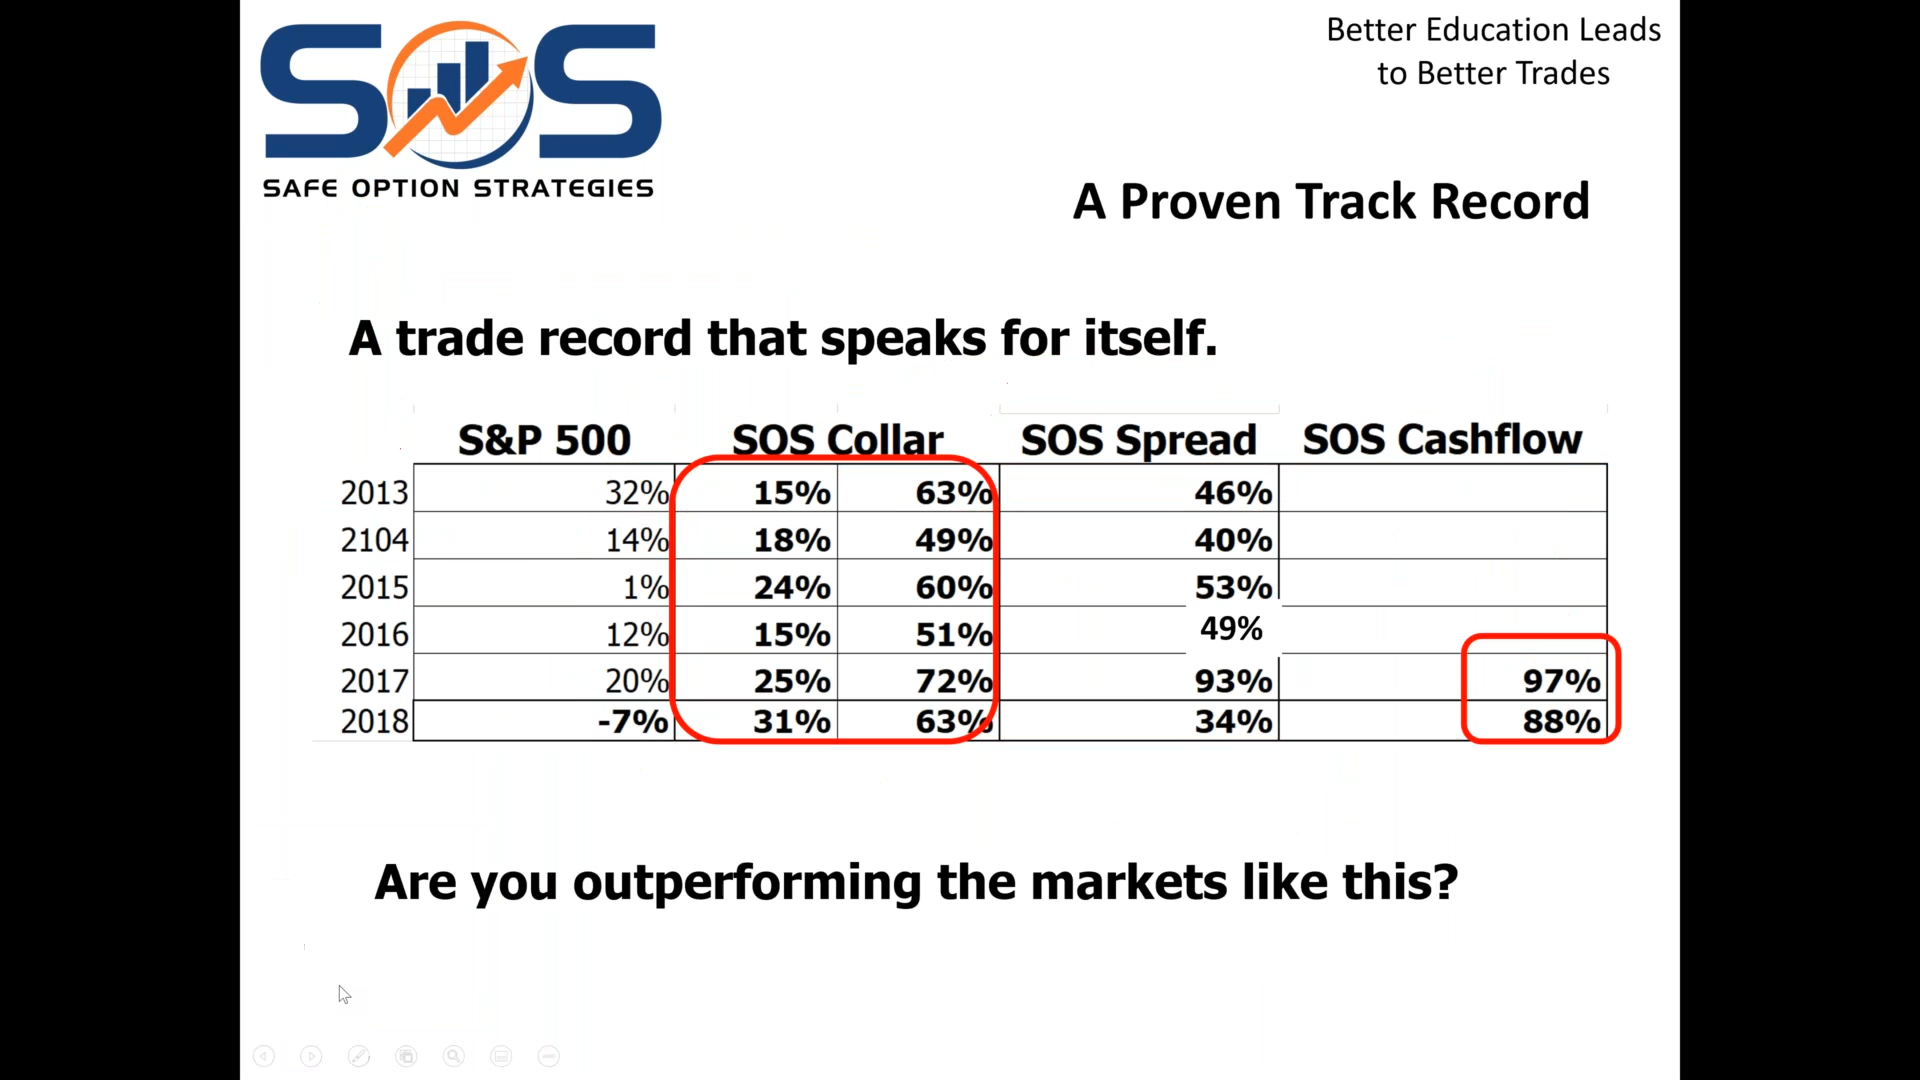 SOS
SAFE OPTION STRATEGIES
Better Education Leads
to Better Trades
A Proven Track Record
A trade record that speaks for itself.
S&P 500 SOS Collar SOS Spread SOS Cashflow
2013 32% 15% 63% 46%
2104 14% 18% 49% 40%
2015 1% 24% 60% 53%
2016 12% 15% 51% 49%
2017 20% 25% 72% 93% 97%
2018 -7% 31% 63% 34% 88%
Are you outperforming the markets like this?